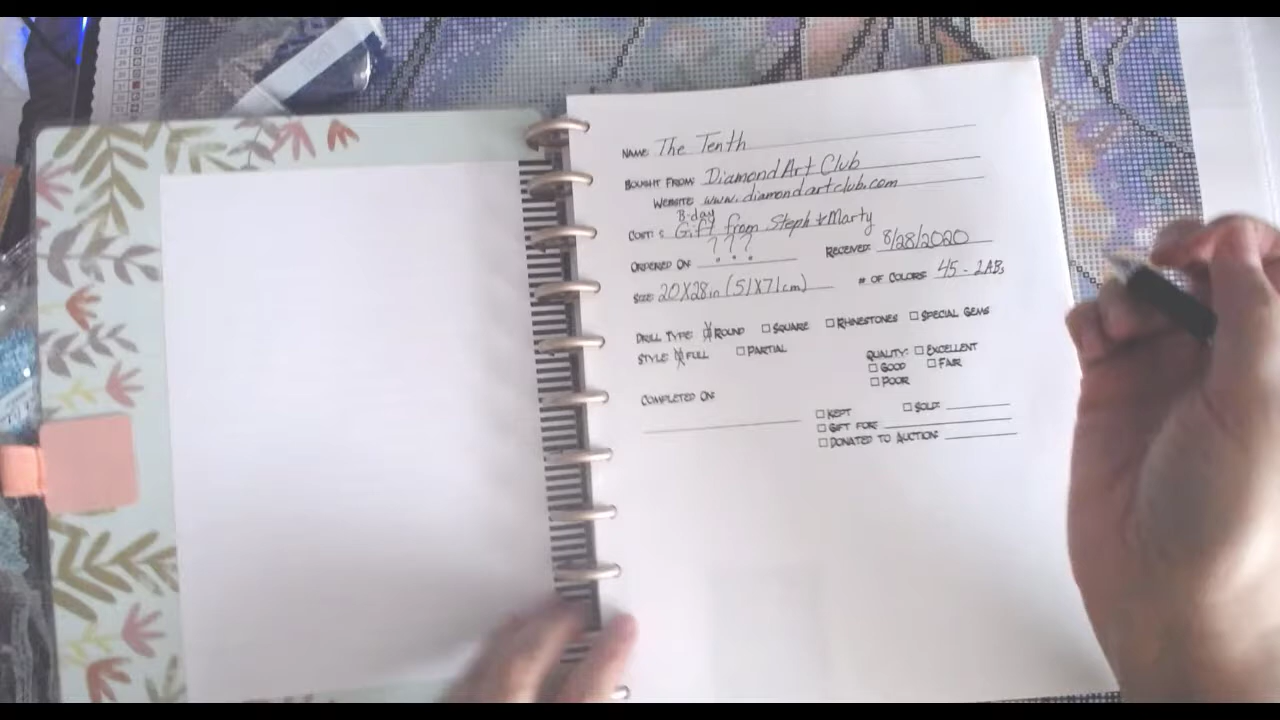 NAME: The Tenth
BOUGHT FROM: Diamond Art Club
WEBSITE: www.diamondartclub.com
B-day
COST: $ Gift from Steph & Marty
ORDERED ON: ? ? ? RECEIVED: 8/28/2020
SIZE: 20X28in (51X71cm) # OF COLORS: 45 - 2ABs
DRILL TYPE: ROUND SQUARE RHINESTONES SPECIAL GEMS
STYLE: FULL PARTIAL QUALITY: EXCELLENT
GOOD FAIR
POOR
COMPLETED ON:
KEPT SOLD:
GIFT FOR:
DONATED TO AUCTION: